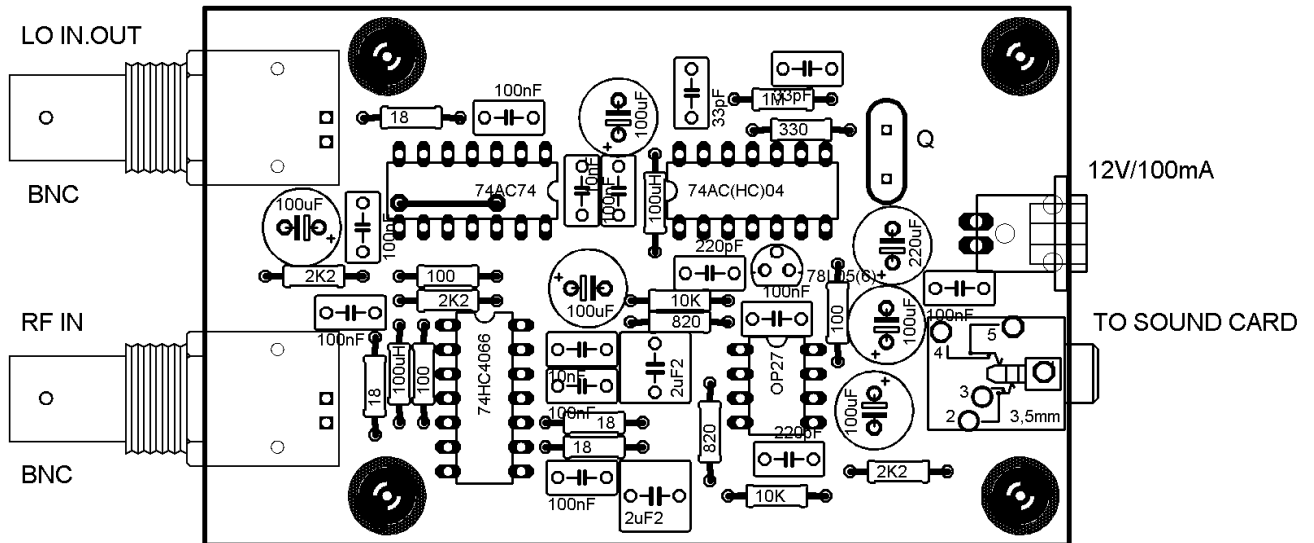 LO IN.OUT
BNC
RF IN
BNC
12V/100mA
TO SOUND CARD
100nF
18
100uF
+
33pF
33pF
1M
330
Q
74AC74
10nF
100nF
100uH
74AC(HC)04
100uF
+
100nF
220uF
+
220pF
78L05(6)
2K2
100
2K2
100uF
+
10K
820
100nF
100
100nF
100nF
100uF
+
18
100uH
100
74HC4066
10nF
2uF2
OP27
5
4
3
2
3,5mm
100nF
18
18
820
100uF
+
220pF
100nF
2uF2
10K
2K2